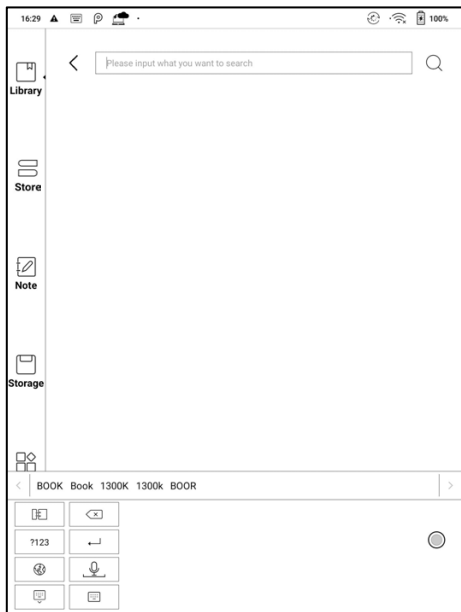 16:29 100%
Please input what you want to search
Library
Store
Note
Storage
BOOK Book 1300K 1300k BOOR
?123